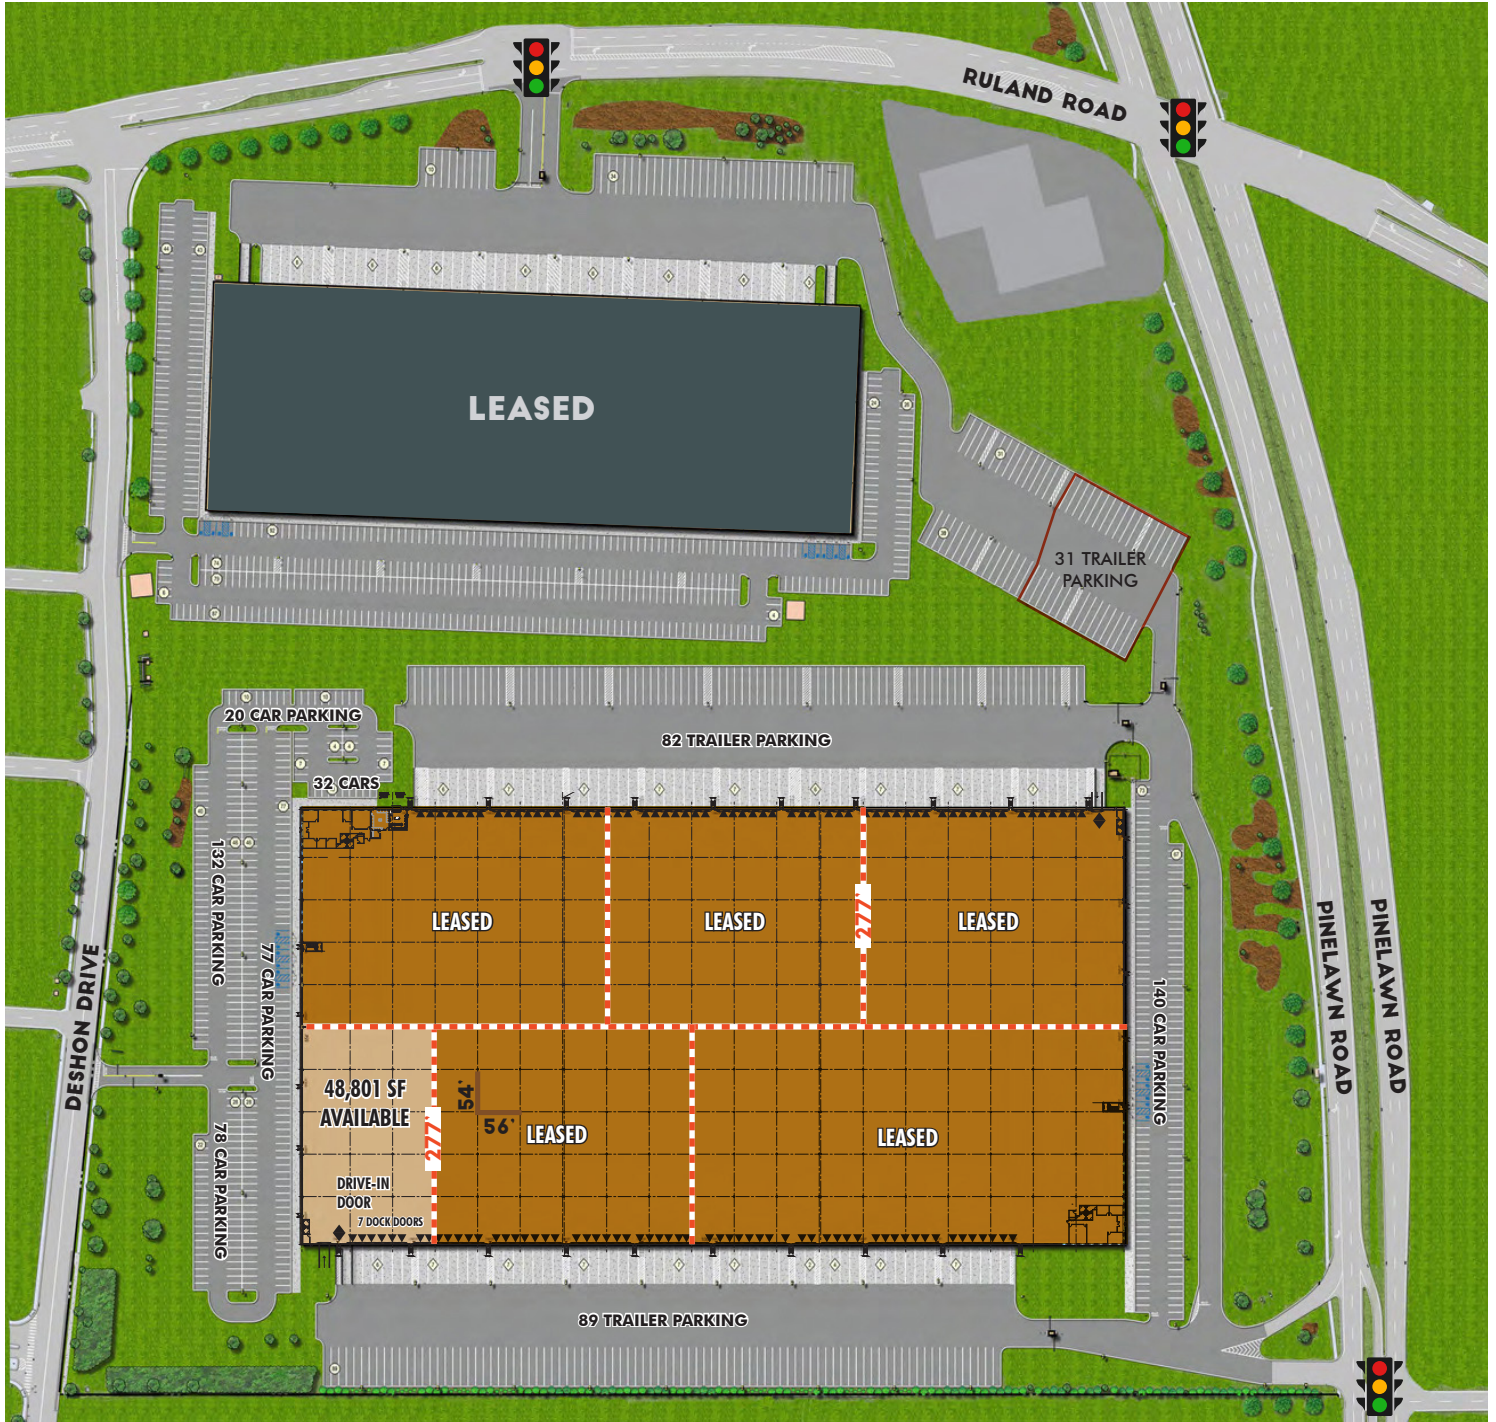 RULAND ROAD
LEASED
31 TRAILER
PARKING
20 CAR PARKING
82 TRAILER PARKING
32 CARS
132 CAR PARKING
77 CAR PARKING
LEASED
LEASED
277'
LEASED
DESHON DRIVE
PINELAWN ROAD
PINELAWN ROAD
140 CAR PARKING
48,801 SF
AVAILABLE
277'
54'
56'
LEASED
LEASED
78 CAR PARKING
DRIVE-IN
DOOR
7 DOCK DOORS
89 TRAILER PARKING